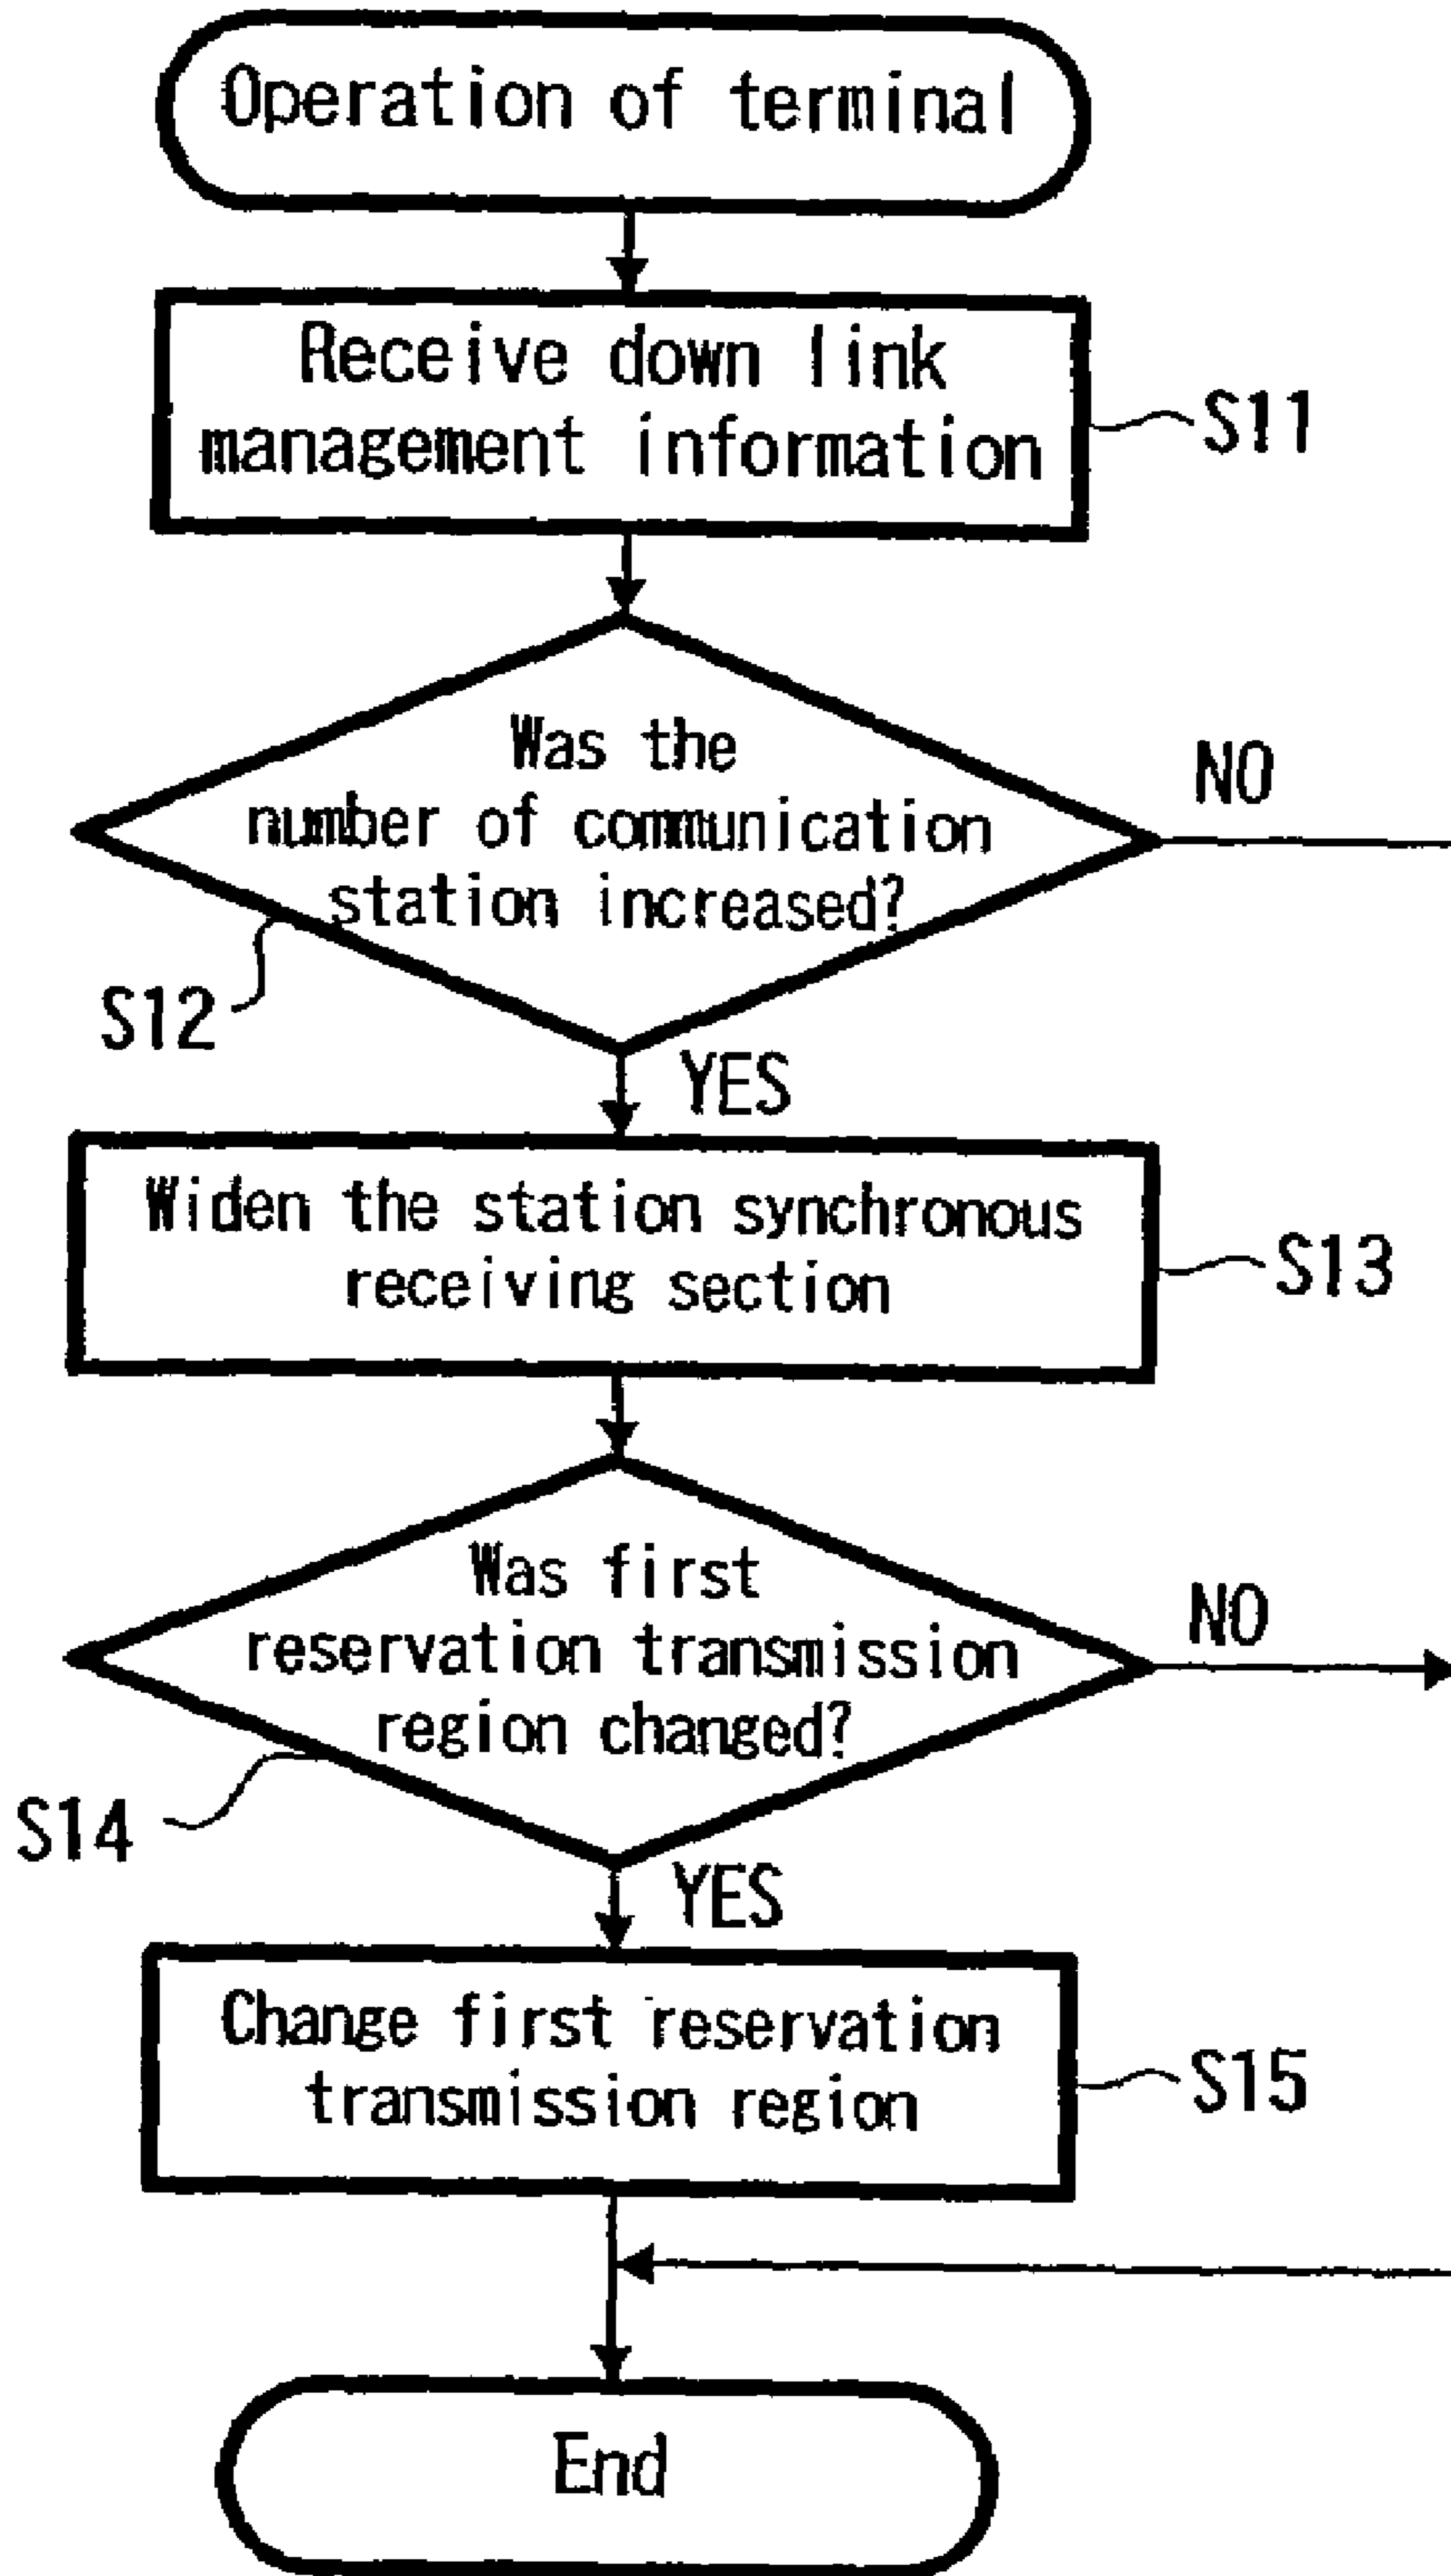 Operation of terminal
Receive down link
management information
S11
Was the
number of communication
station increased?
NO
S12
YES
Widen the station synchronous
receiving section
S13
Was first
reservation transmission
region changed?
NO
S14
YES
Change first reservation
transmission region
S15
End